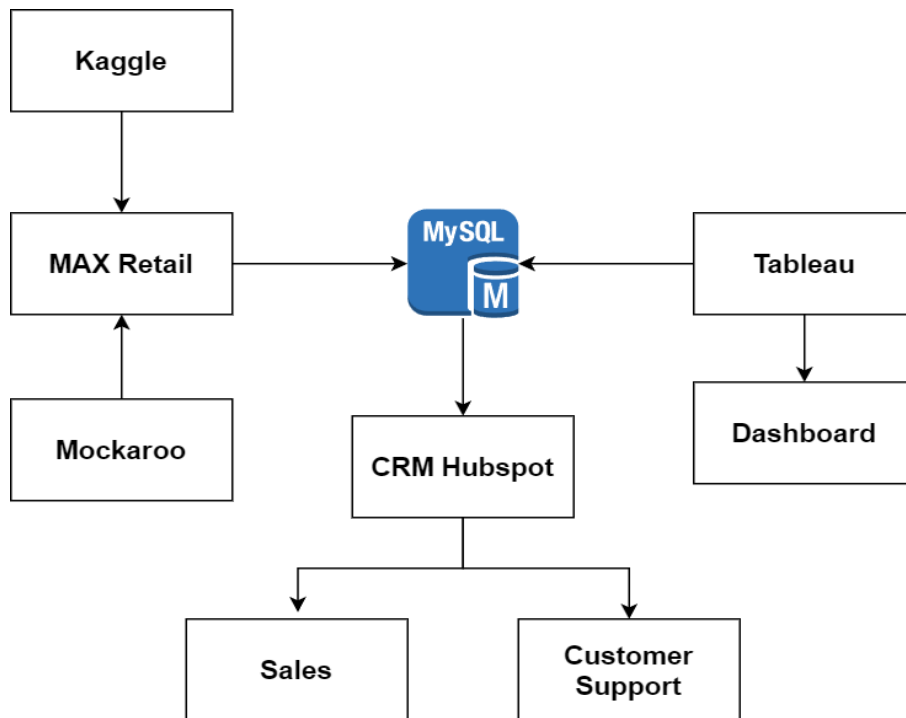 Kaggle
MAX Retail
MySQL
M
Tableau
Mockaroo
CRM Hubspot
Dashboard
Sales
Customer
Support